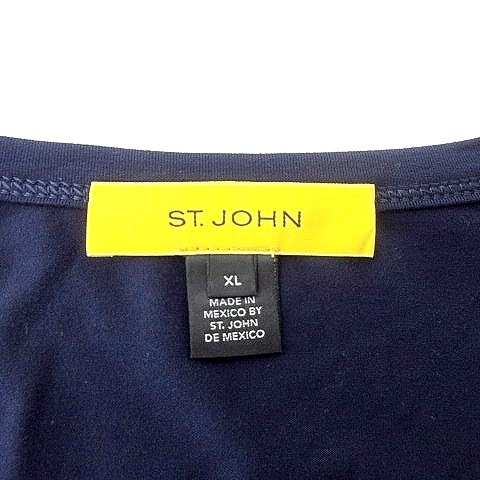 ST. JOHN
XL
MADE IN
MEXICO BY
ST. JOHN
DE MEXICO